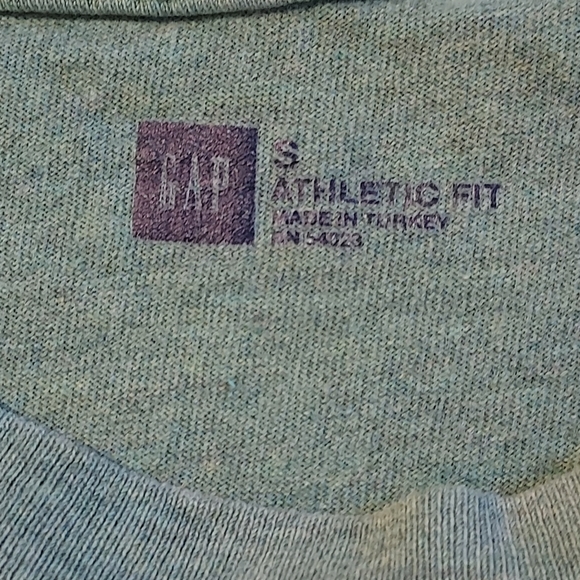 GAP
S
ATHLETIC FIT
MADE IN TURKEY
RN 54023